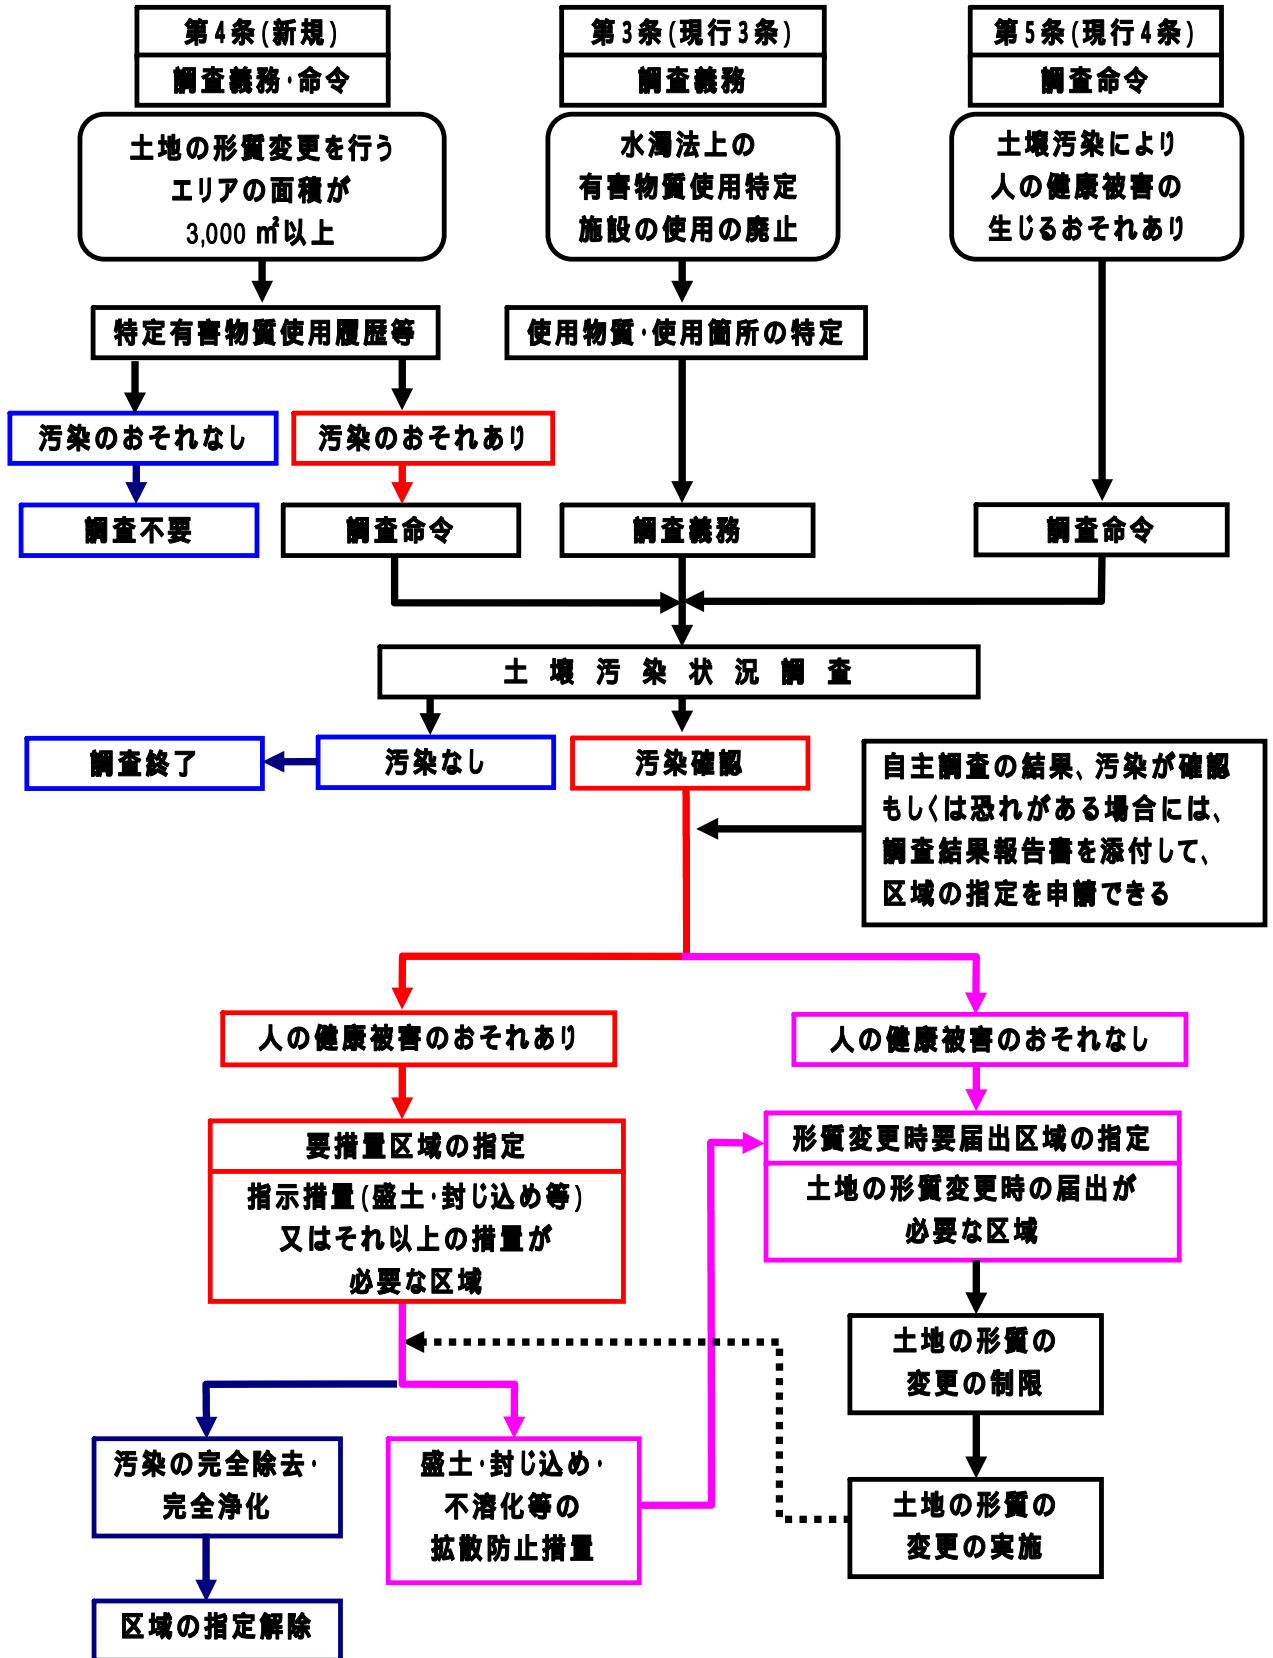 第4条(新規)
調査義務・命令
土地の形質変更を行う
エリアの面積が
3,000 ㎡以上
特定有害物質使用履歴等
汚染のおそれなし
汚染のおそれあり
調査不要
調査命令
第3条(現行3条)
調査義務
水濁法上の
有害物質使用特定
施設の使用の廃止
使用物質・使用箇所の特定
調査義務
第5条(現行4条)
調査命令
土壌汚染により
人の健康被害の
生じるおそれあり
調査命令
土壌汚染状況調査
調査終了
汚染なし
汚染確認
自主調査の結果、汚染が確認
もしくは恐れがある場合には、
調査結果報告書を添付して、
区域の指定を申請できる
人の健康被害のおそれあり
人の健康被害のおそれなし
要措置区域の指定
指示措置(盛土・封じ込め等)
又はそれ以上の措置が
必要な区域
形質変更時要届出区域の指定
土地の形質変更時の届出が
必要な区域
土地の形質の
変更の制限
汚染の完全除去・
完全浄化
盛土・封じ込め・
不溶化等の
拡散防止措置
土地の形質の
変更の実施
区域の指定解除